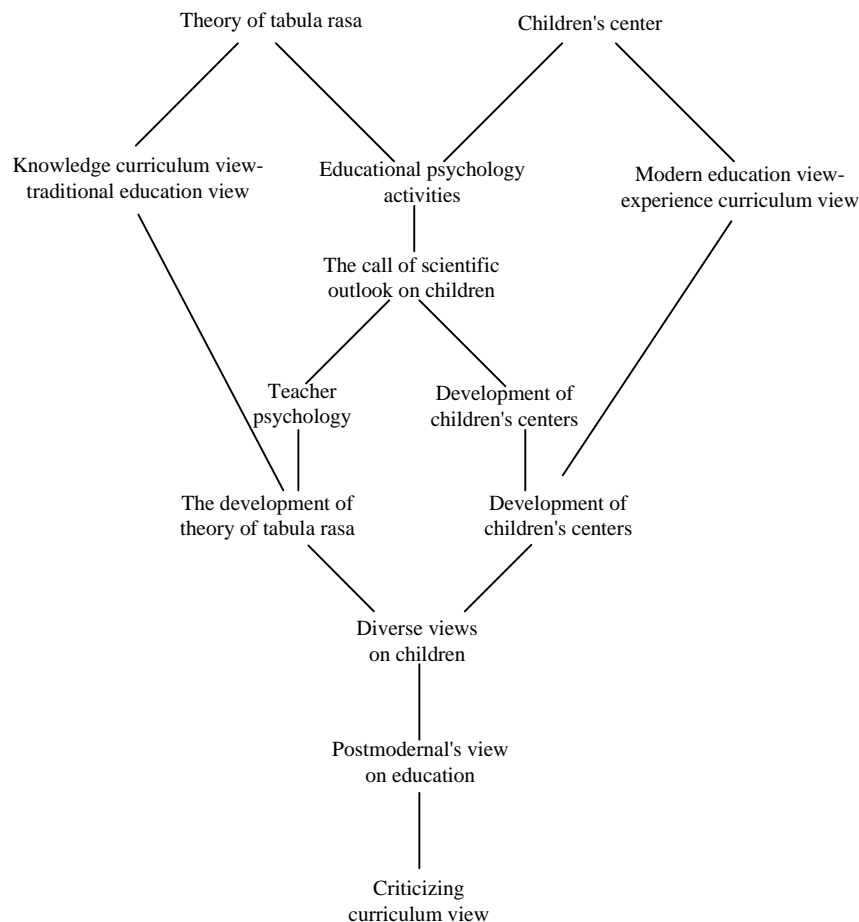 Theory of tabula rasa
Children's center
Knowledge curriculum view-
traditional education view
Educational psychology
activities
Modern education view-
experience curriculum view
The call of scientific
outlook on children
Teacher
psychology
Development of
children's centers
The development of
theory of tabula rasa
Development of
children's centers
Diverse views
on children
Postmodernal's view
on education
Criticizing
curriculum view